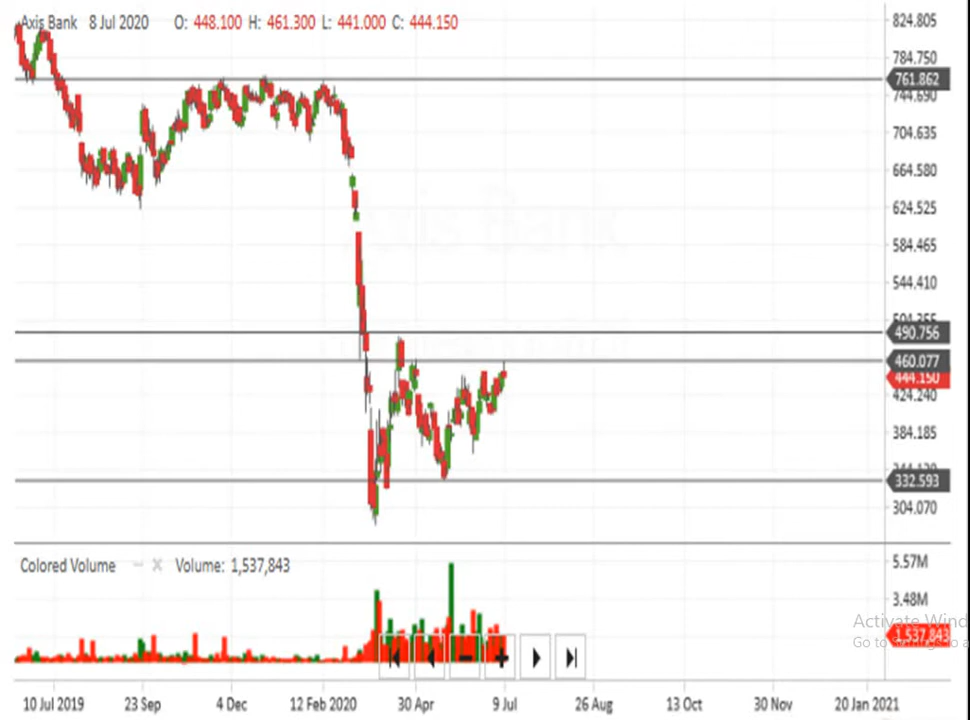 Axis Bank 8 Jul 2020 O: 448.100 H: 461.300 L: 441.000 C: 444.150
824.805
784.750
761.862
744.690
704.635
664.580
624.525
584.465
544.410
490.756
460.077
444.150
424.240
384.185
332.593
304.070
Colored Volume Volume: 1,537,843
5.57M
3.48M
Activate Wind
1,537,843
Go to
10 Jul 2019 23 Sep 4 Dec 12 Feb 2020 30 Apr 9 Jul 26 Aug 13 Oct 30 Nov 20 Jan 2021